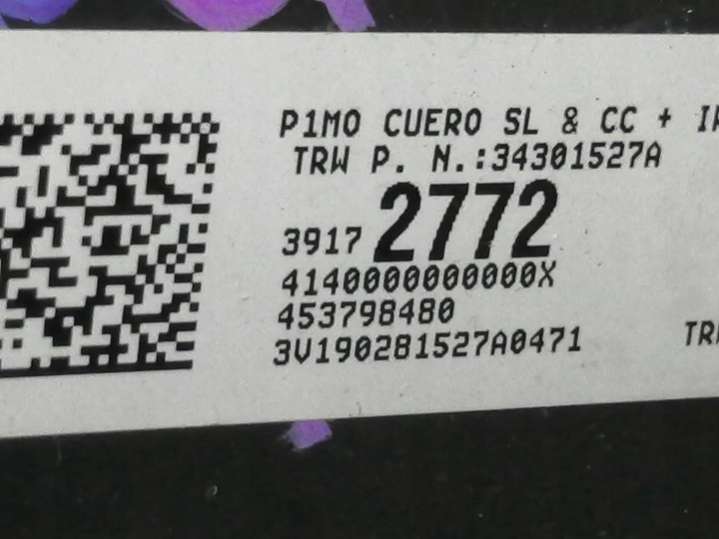 P1MO CUERO SL & CC +
TRW P. N.:34301527A
3917 2772
4140000000000X
453798480
3V190281527A0471